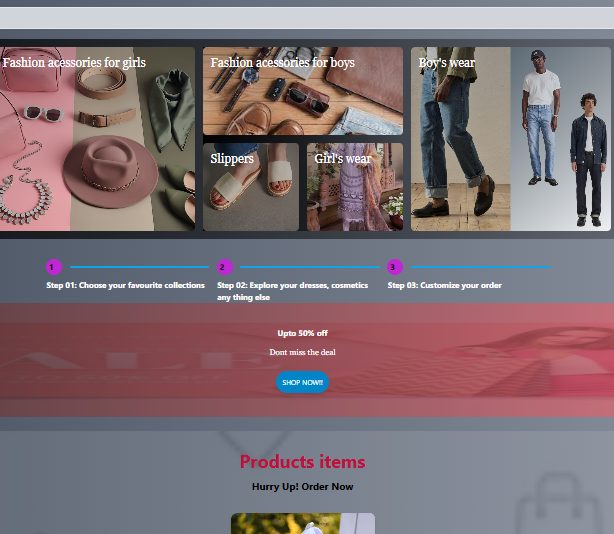 Fashion acessories for girls
Fashion acessories for boys
Boy's wear
Slippers
Girl's wear
1
2
3
Step 01: Choose your favourite collections
Step 02: Explore your dresses, cosmetics
any thing else
Step 03: Customize your order
Upto 50% off
Dont miss the deal
SHOP NOW!!
Products items
Hurry Up! Order Now